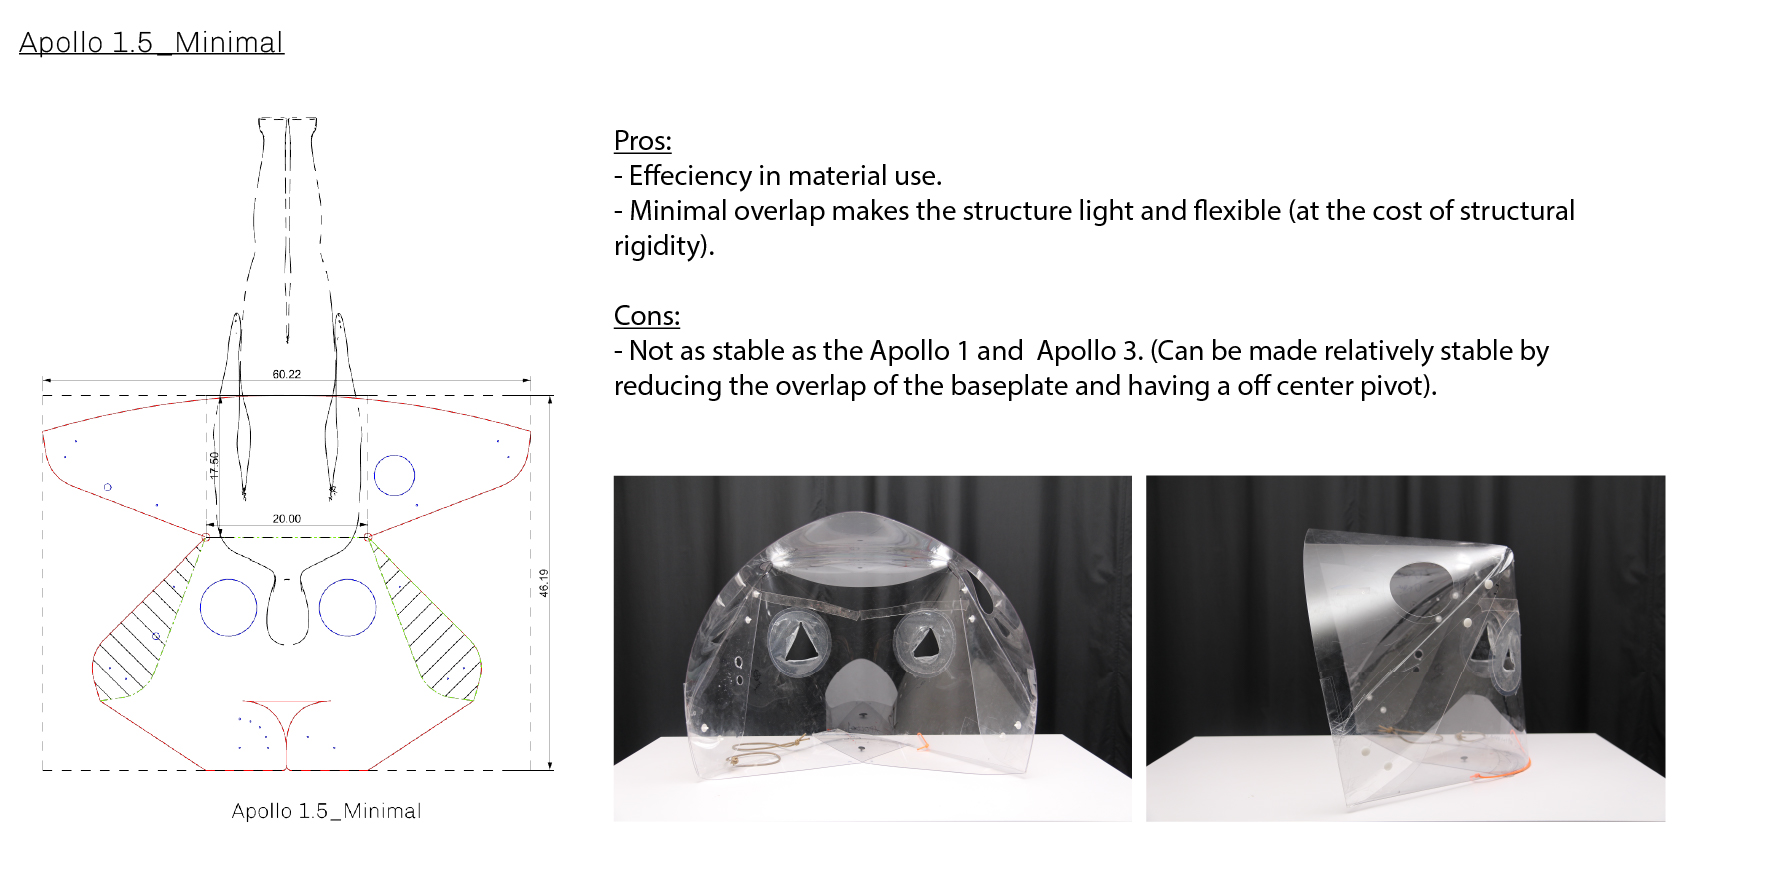 Apollo 1.5_Minimal
Pros:
- Effeciency in material use.
- Minimal overlap makes the structure light and flexible (at the cost of structural
rigidity).
Cons:
- Not as stable as the Apollo 1 and  Apollo 3. (Can be made relatively stable by
reducing the overlap of the baseplate and having a off center pivot).
60.22
17.50
20.00
46.19
Apollo 1.5_Minimal